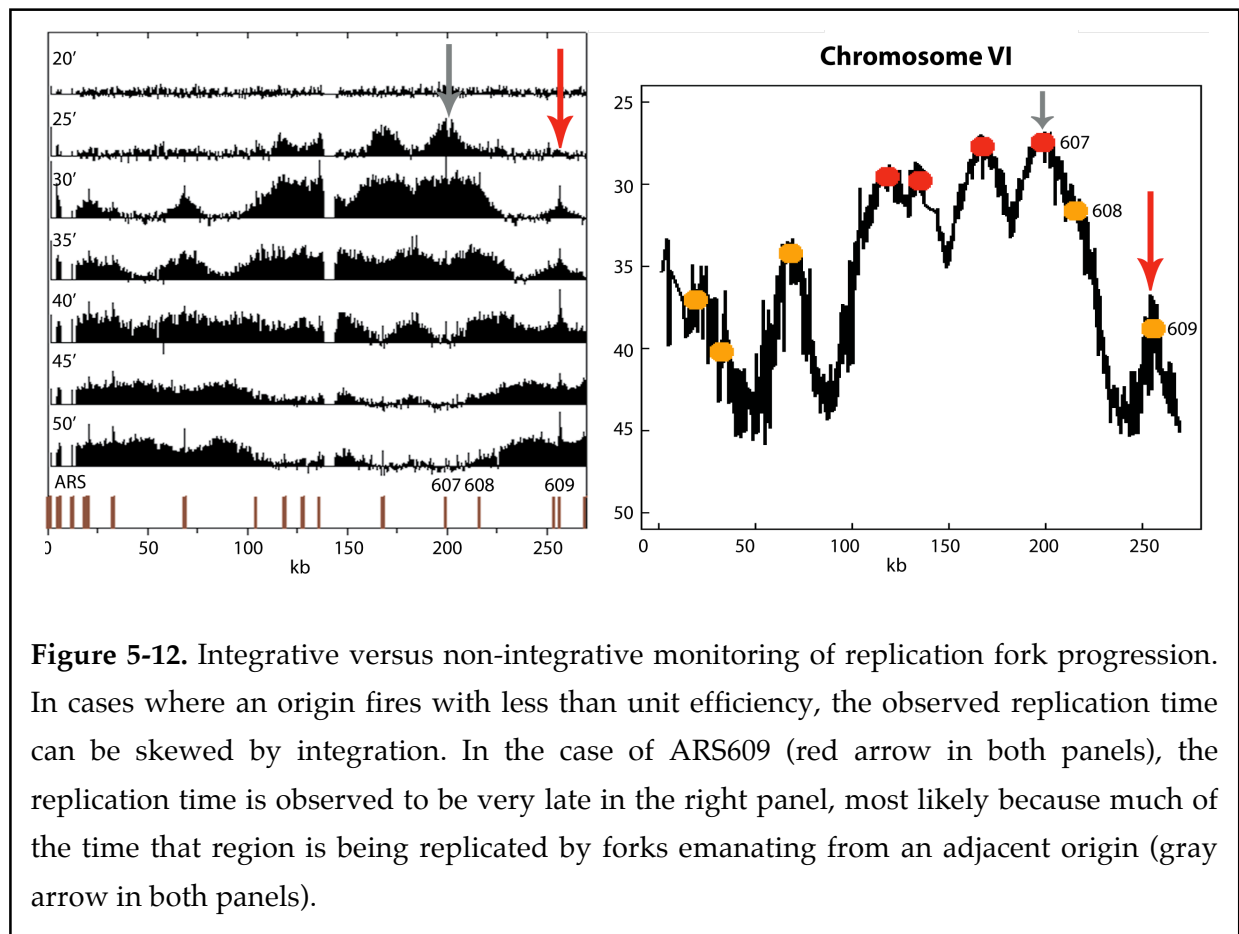 20′
25′
30′
35′
40′
45′
50′
ARS
607 608 609
0 50 100 150 200 250
kb
Chromosome VI
25
30
35
40
45
50
607
608
609
0 50 100 150 200 250
kb
Figure 5-12. Integrative versus non-integrative monitoring of replication fork progression.
In cases where an origin fires with less than unit efficiency, the observed replication time
can be skewed by integration. In the case of ARS609 (red arrow in both panels), the
replication time is observed to be very late in the right panel, most likely because much of
the time that region is being replicated by forks emanating from an adjacent origin (gray
arrow in both panels).